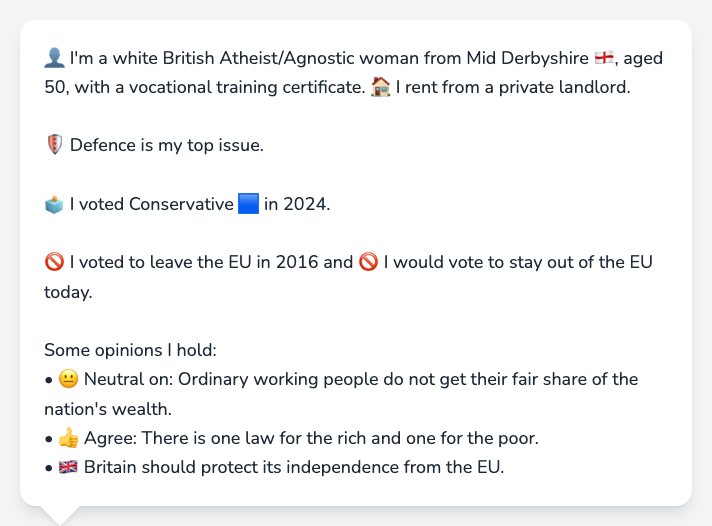 👤 I'm a white British Atheist/Agnostic woman from Mid Derbyshire 🏴󠁧󠁢󠁥󠁮󠁧󠁿, aged
50, with a vocational training certificate. 🏠 I rent from a private landlord.
🛡️ Defence is my top issue.
🗳️ I voted Conservative 🟦 in 2024.
🚫 I voted to leave the EU in 2016 and 🚫 I would vote to stay out of the EU
today.
Some opinions I hold:
• 😐 Neutral on: Ordinary working people do not get their fair share of the
nation's wealth.
• 👍 Agree: There is one law for the rich and one for the poor.
• 🇬🇧 Britain should protect its independence from the EU.